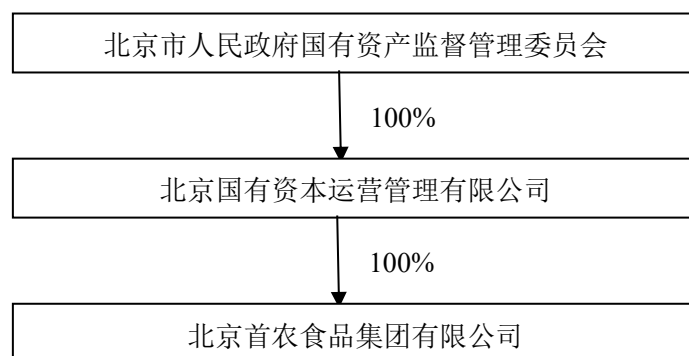 北京市人民政府国有资产监督管理委员会
100%
北京国有资本运营管理有限公司
100%
北京首农食品集团有限公司